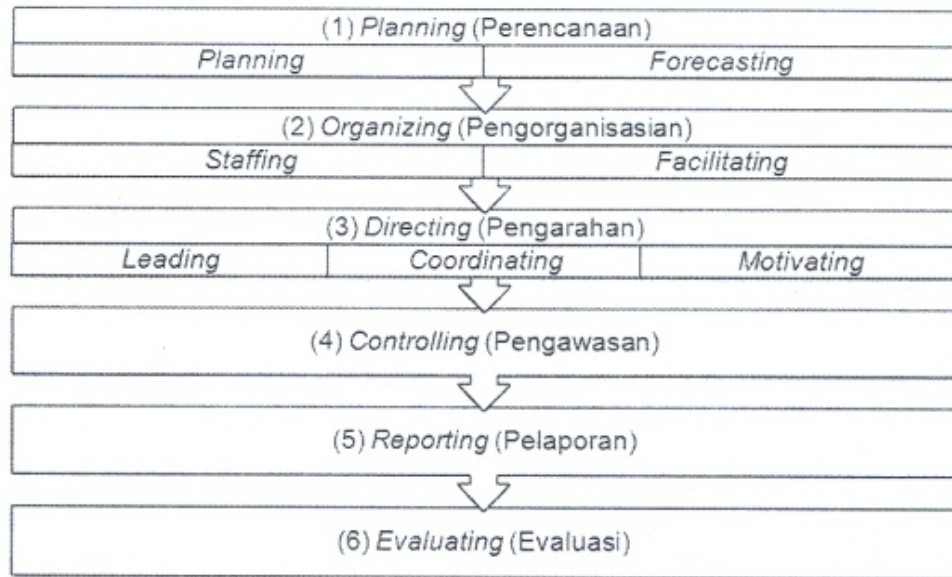 (1) Planning (Perencanaan)
Planning Forecasting
(2) Organizing (Pengorganisasian)
Staffing Facilitating
(3) Directing (Pengarahan)
Leading Coordinating Motivating
(4) Controlling (Pengawasan)
(5) Reporting (Pelaporan)
(6) Evaluating (Evaluasi)